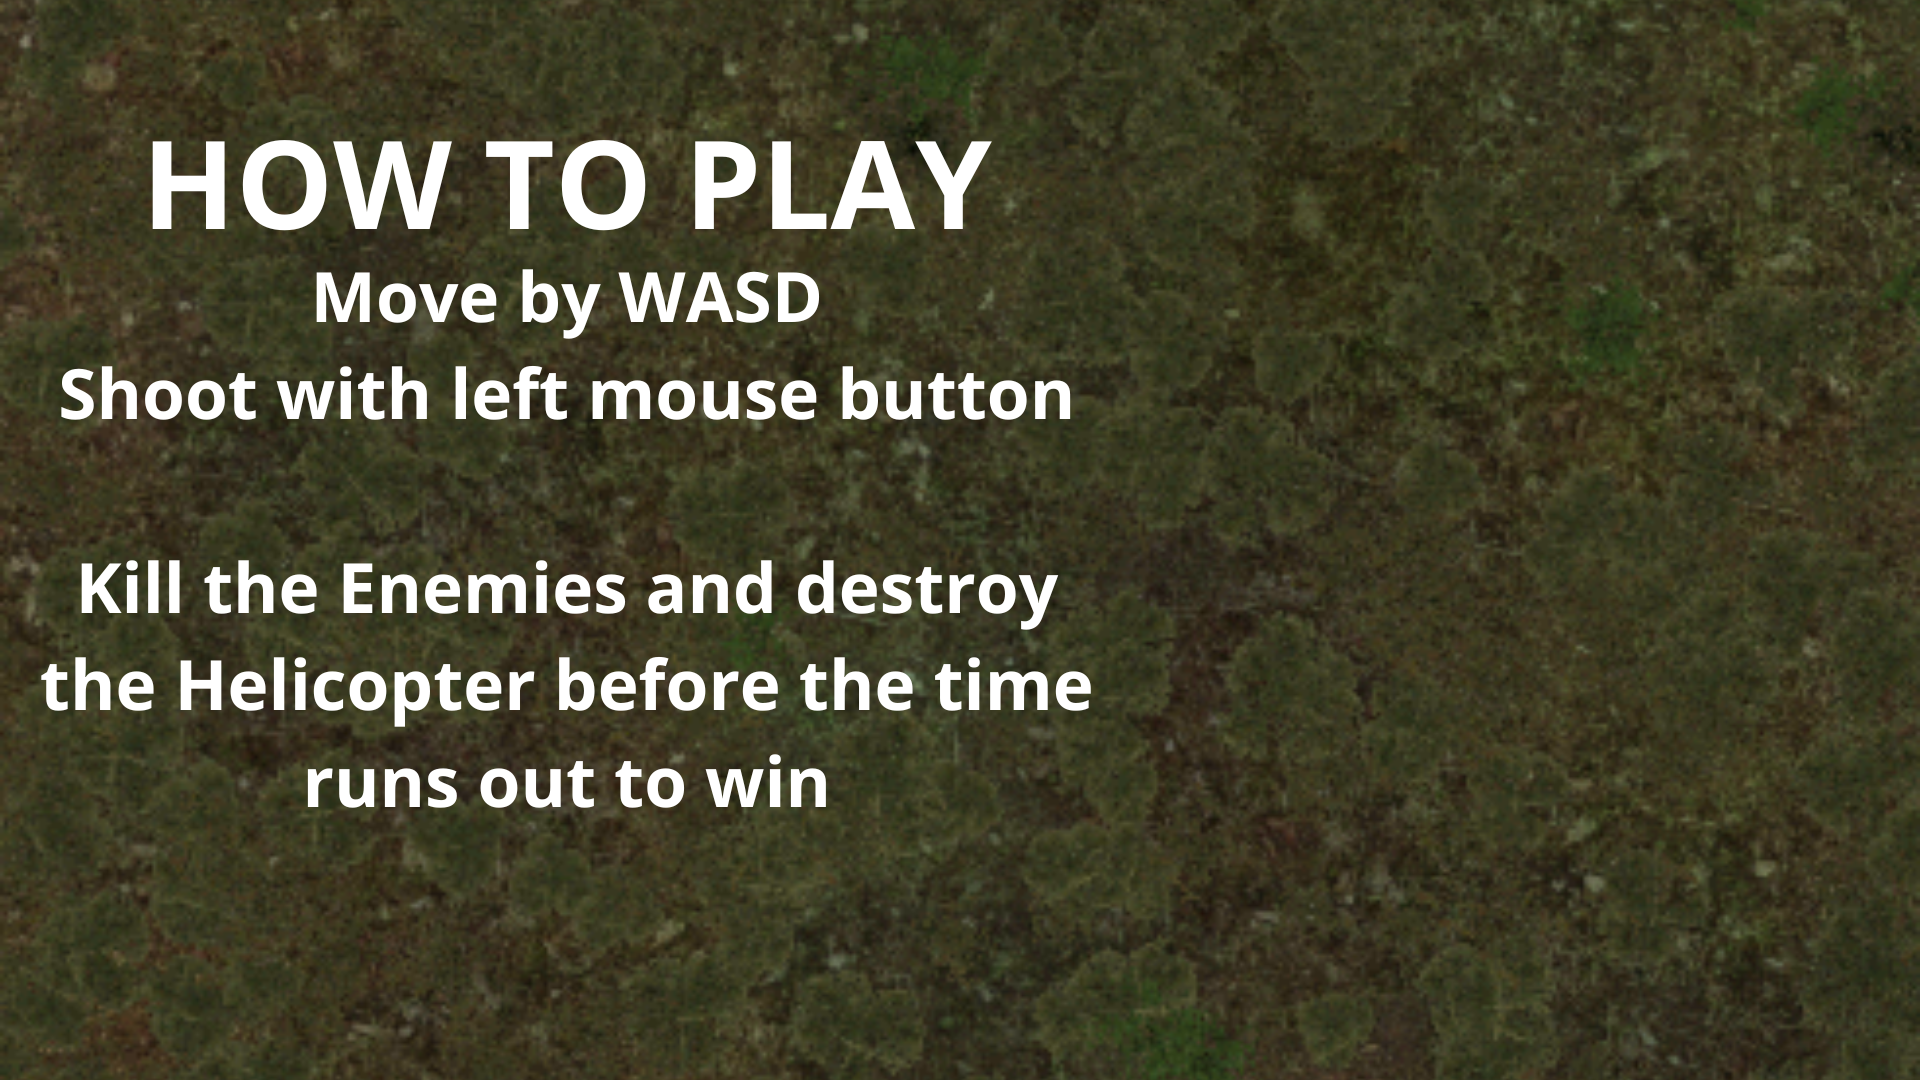 HOW TO PLAY
Move by WASD
Shoot with left mouse button
Kill the Enemies and destroy
the Helicopter before the time
runs out to win